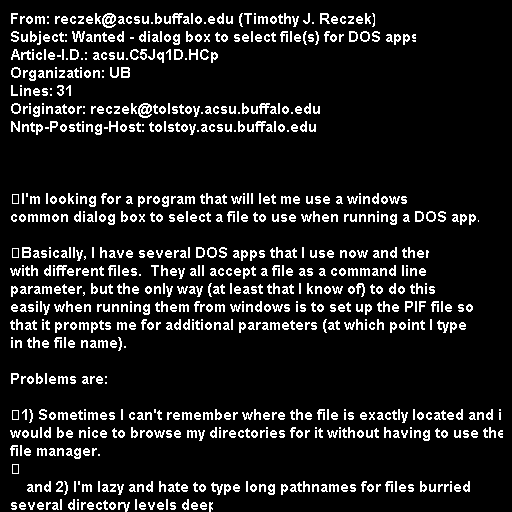 From: reczek@acsu.buffalo.edu (Timothy J. Reczek)
Subject: Wanted - dialog box to select file(s) for DOS apps
Article-I.D.: acsu.C5Jq1D.HCp
Organization: UB
Lines: 31
Originator: reczek@tolstoy.acsu.buffalo.edu
Nntp-Posting-Host: tolstoy.acsu.buffalo.edu
I'm looking for a program that will let me use a windows
common dialog box to select a file to use when running a DOS app.
Basically, I have several DOS apps that I use now and then
with different files.  They all accept a file as a command line
parameter, but the only way (at least that I know of) to do this
easily when running them from windows is to set up the PIF file so
that it prompts me for additional parameters (at which point I type
in the file name).
Problems are:
1) Sometimes I can't remember where the file is exactly located and i
would be nice to browse my directories for it without having to use the
file manager.
and 2) I'm lazy and hate to type long pathnames for files burried
several directory levels deep